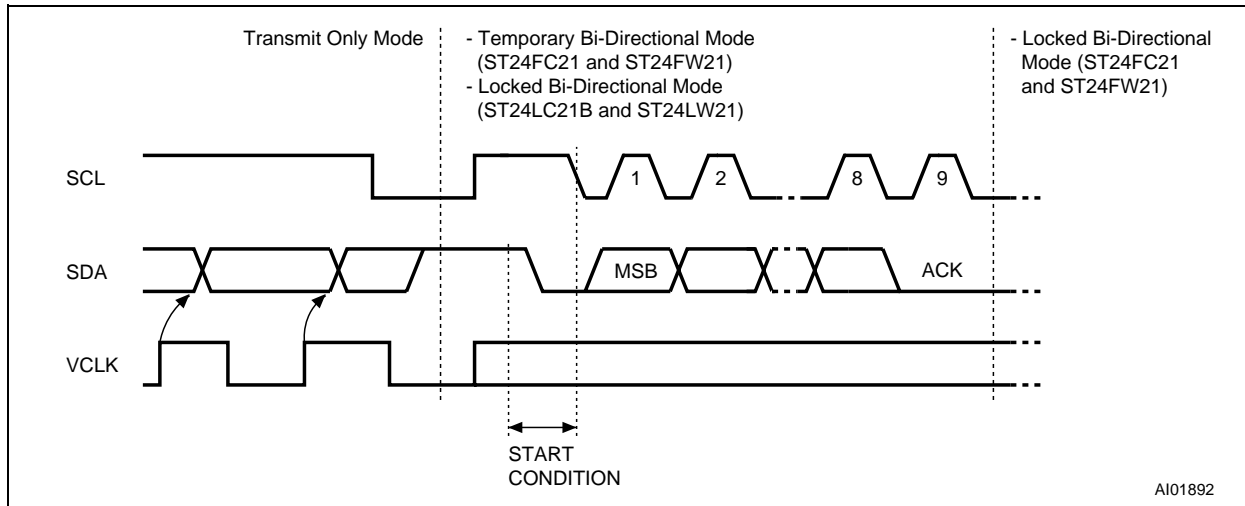 Transmit Only Mode
- Temporary Bi-Directional Mode
(ST24FC21 and ST24FW21)
- Locked Bi-Directional Mode
(ST24LC21B and ST24LW21)
- Locked Bi-Directional
Mode (ST24FC21
and ST24FW21)
SCL
1
2
8
9
SDA
MSB
ACK
VCLK
START
CONDITION
AI01892